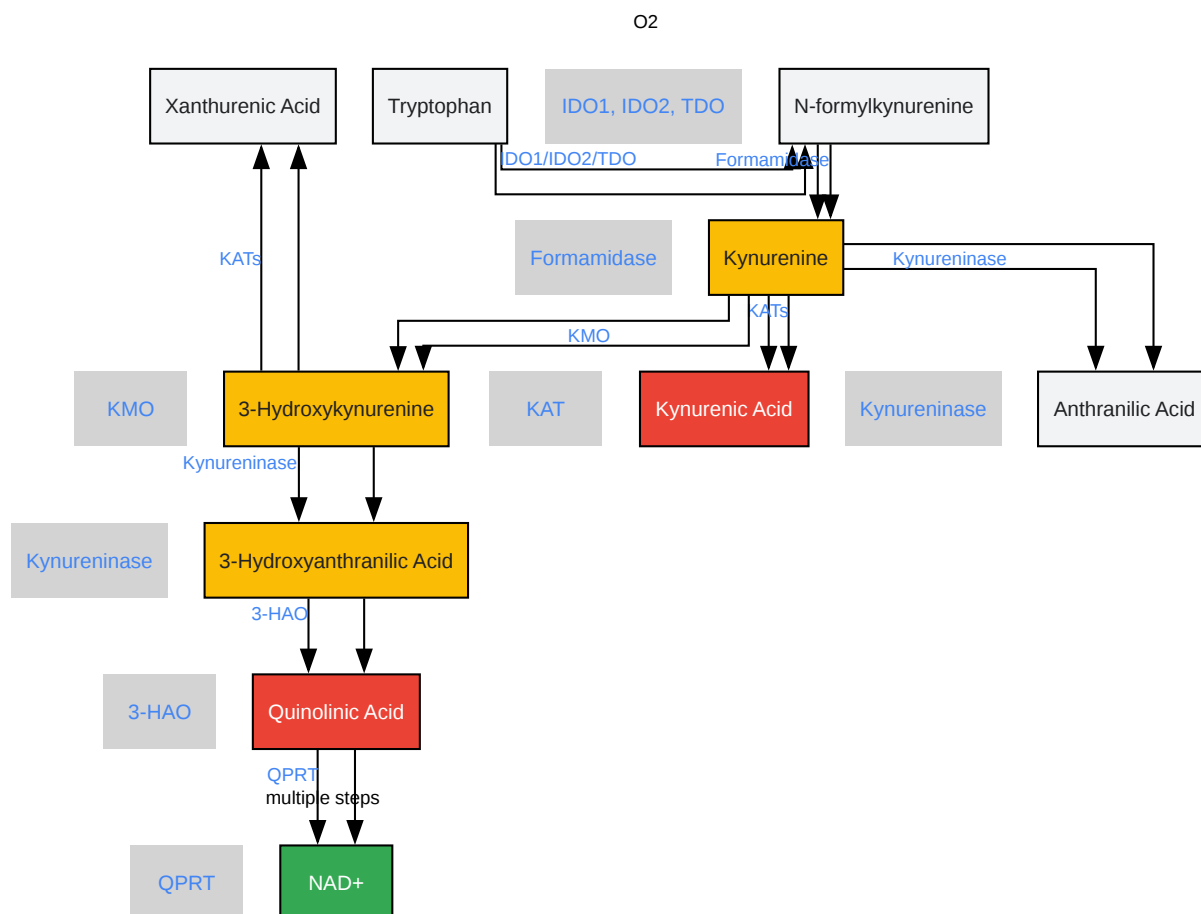 O2
Xanthurenic Acid
Tryptophan
IDO1, IDO2, TDO
N-formylkynurenine
IDO1/IDO2/TDO
Formamidase
KATs
Formamidase
Kynurenine
Kynureninase
KATs
KMO
KMO
3-Hydroxykynurenine
KAT
Kynurenic Acid
Kynureninase
Anthranilic Acid
Kynureninase
Kynureninase
3-Hydroxyanthranilic Acid
3-HAO
3-HAO
Quinolinic Acid
QPRT
multiple steps
QPRT
NAD+